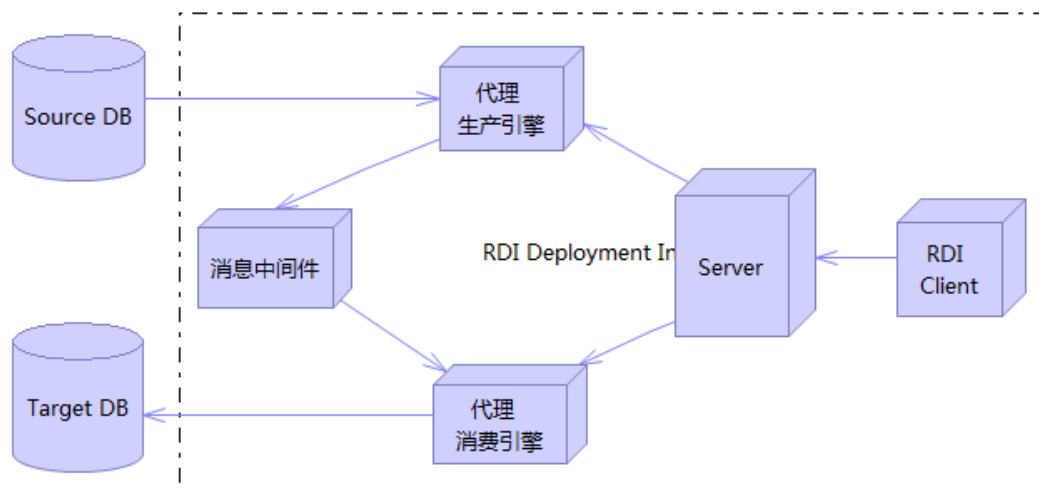 Source DB
代理
生产引擎
消息中间件
RDI Deployment In
Server
RDI
Client
Target DB
代理
消费引擎